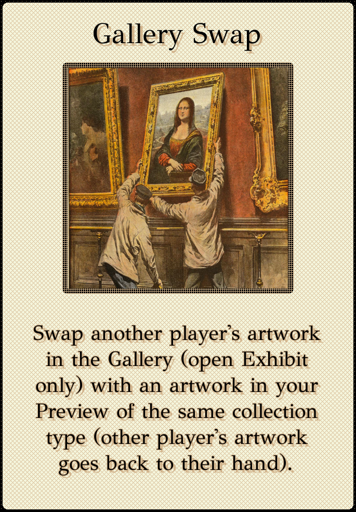 Gallery Swap
Swap another player's artwork
in the Gallery (open Exhibit
only) with an artwork in your
Preview of the same collection
type (other player's artwork
goes back to their hand).